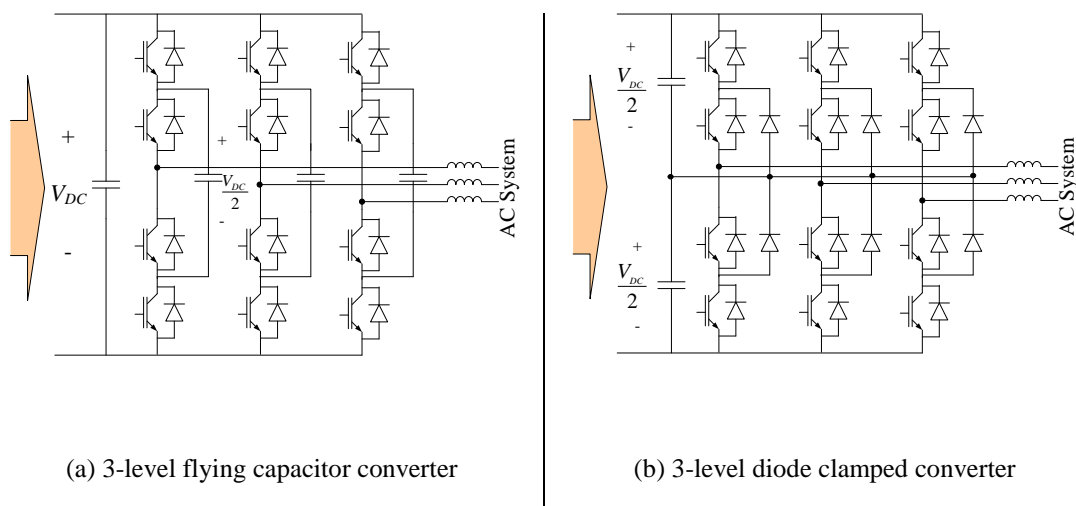 +
V_DC
-
+
V_DC
2
-
AC System
(a) 3-level flying capacitor converter
+
V_DC
2
-
+
V_DC
2
-
AC System
(b) 3-level diode clamped converter